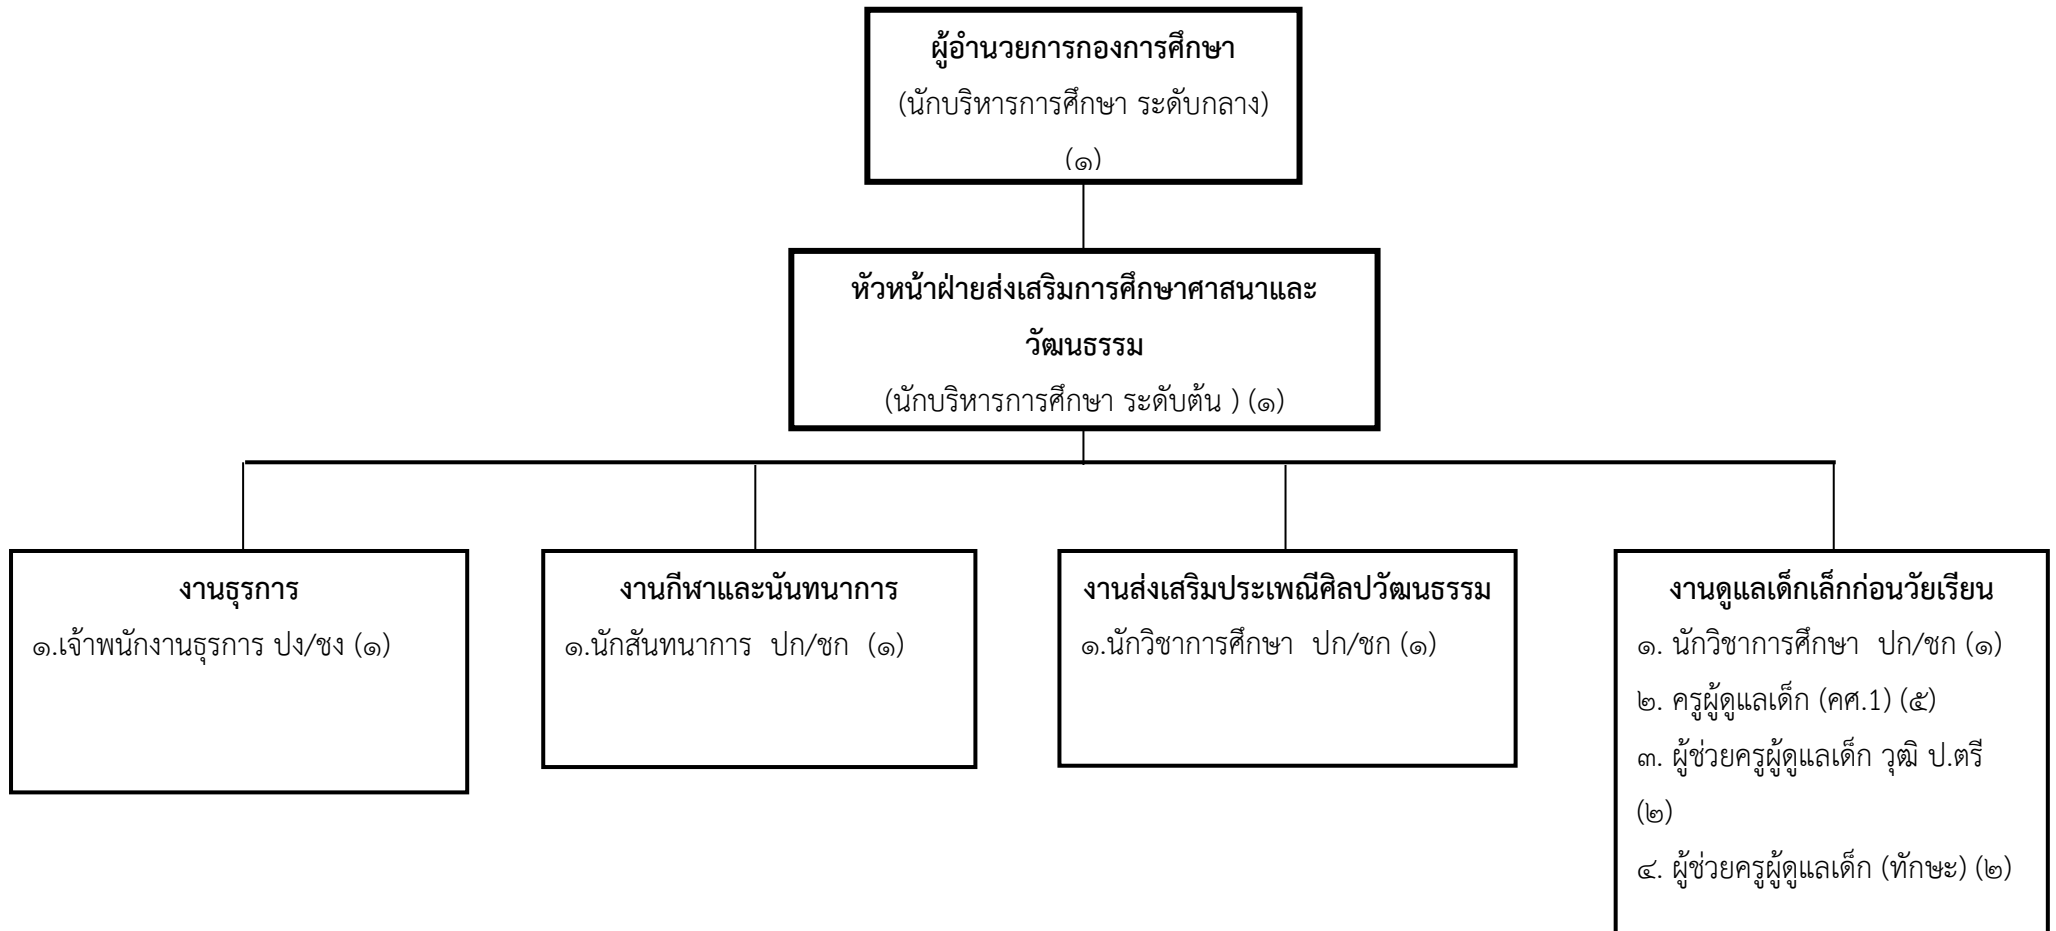 ผู้อำนวยการกองการศึกษา
(นักบริหารการศึกษา ระดับกลาง)
(๑)
หัวหน้าฝ่ายส่งเสริมการศึกษาศาสนาและ
วัฒนธรรม
(นักบริหารการศึกษา ระดับต้น ) (๑)
งานธุรการ
๑.เจ้าพนักงานธุรการ ปง/ชง (๑)
งานกีฬาและนันทนาการ
๑.นักสันทนาการ ปก/ชก (๑)
งานส่งเสริมประเพณีศิลปวัฒนธรรม
๑.นักวิชาการศึกษา ปก/ชก (๑)
งานดูแลเด็กเล็กก่อนวัยเรียน
๑. นักวิชาการศึกษา ปก/ชก (๑)
๒. ครูผู้ดูแลเด็ก (คศ.1) (๕)
๓. ผู้ช่วยครูผู้ดูแลเด็ก วุฒิ ป.ตรี
(๒)
๔. ผู้ช่วยครูผู้ดูแลเด็ก (ทักษะ) (๒)